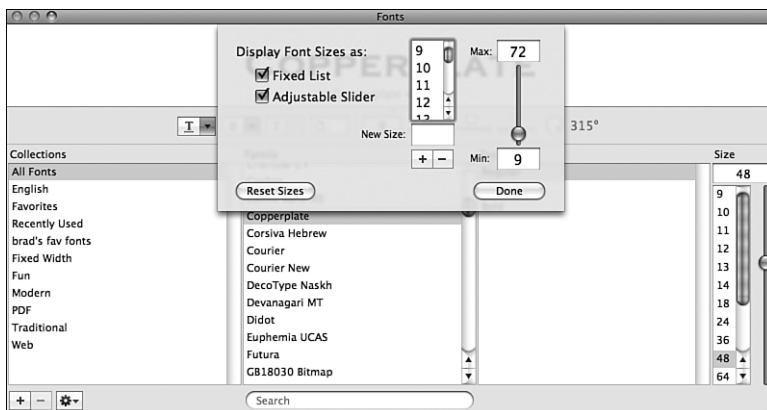 Fonts
Display Font Sizes as:
Fixed List
Adjustable Slider
9
10
11
12
Max: 72
New Size:
Min: 9
+ −
Reset Sizes
Done
COPPERPLATE
T
315°
Collections
Family
Size
All Fonts
English
Favorites
Recently Used
brad's fav fonts
Fixed Width
Fun
Modern
PDF
Traditional
Web
Copperplate
Corsiva Hebrew
Courier
Courier New
DecoType Naskh
Devanagari MT
Didot
Euphemia UCAS
Futura
GB18030 Bitmap
48
9
10
11
12
13
14
18
24
36
48
64
+ −
Search